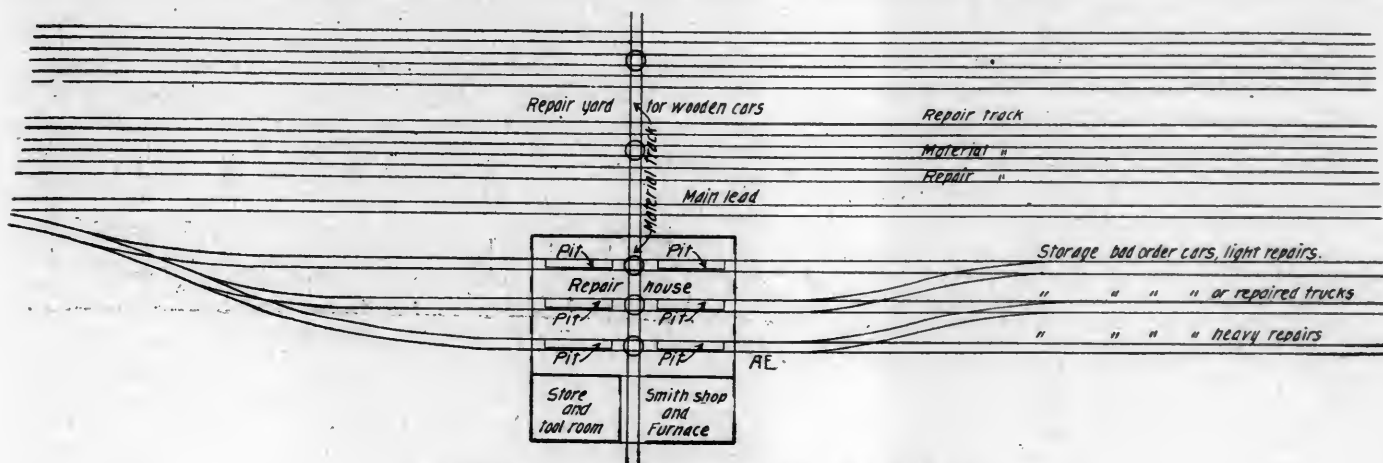 Repair yard for wooden cars
Repair track
Material track
Material "
Repair "
Main lead
Pit Pit
Storage bad order cars, light repairs.
Repair house
" " " " or repaired trucks
Pit Pit
" " " " heavy repairs
Pit Pit
AE.
Store
and
tool room
Smith shop
and
Furnace